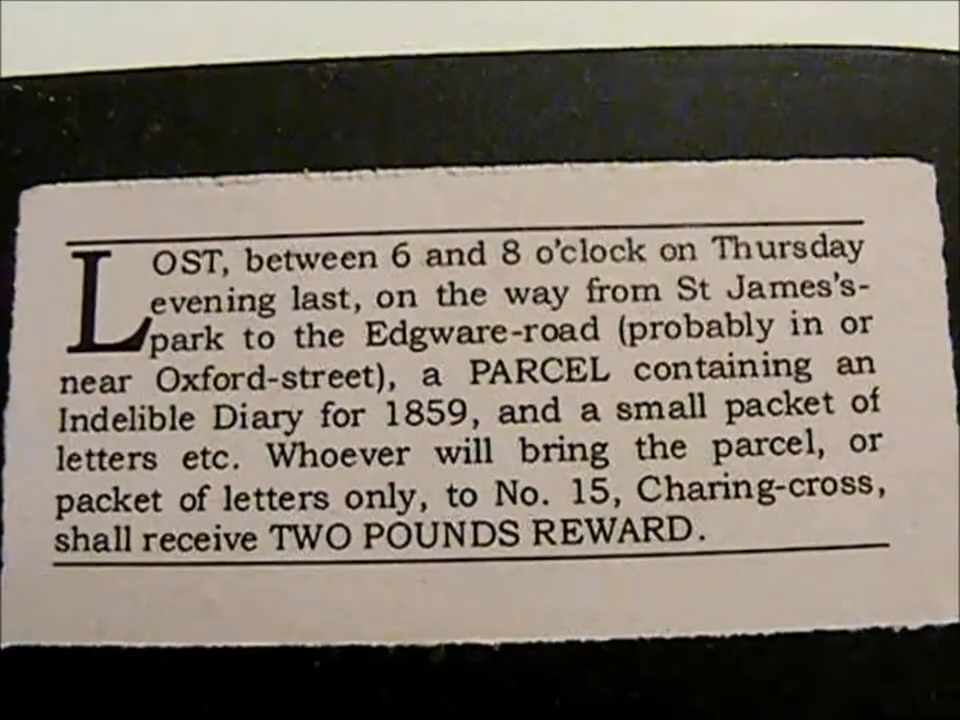 LOST, between 6 and 8 o'clock on Thursday
evening last, on the way from St James's-
park to the Edgware-road (probably in or
near Oxford-street), a PARCEL containing an
Indelible Diary for 1859, and a small packet of
letters etc. Whoever will bring the parcel, or
packet of letters only, to No. 15, Charing-cross,
shall receive TWO POUNDS REWARD.